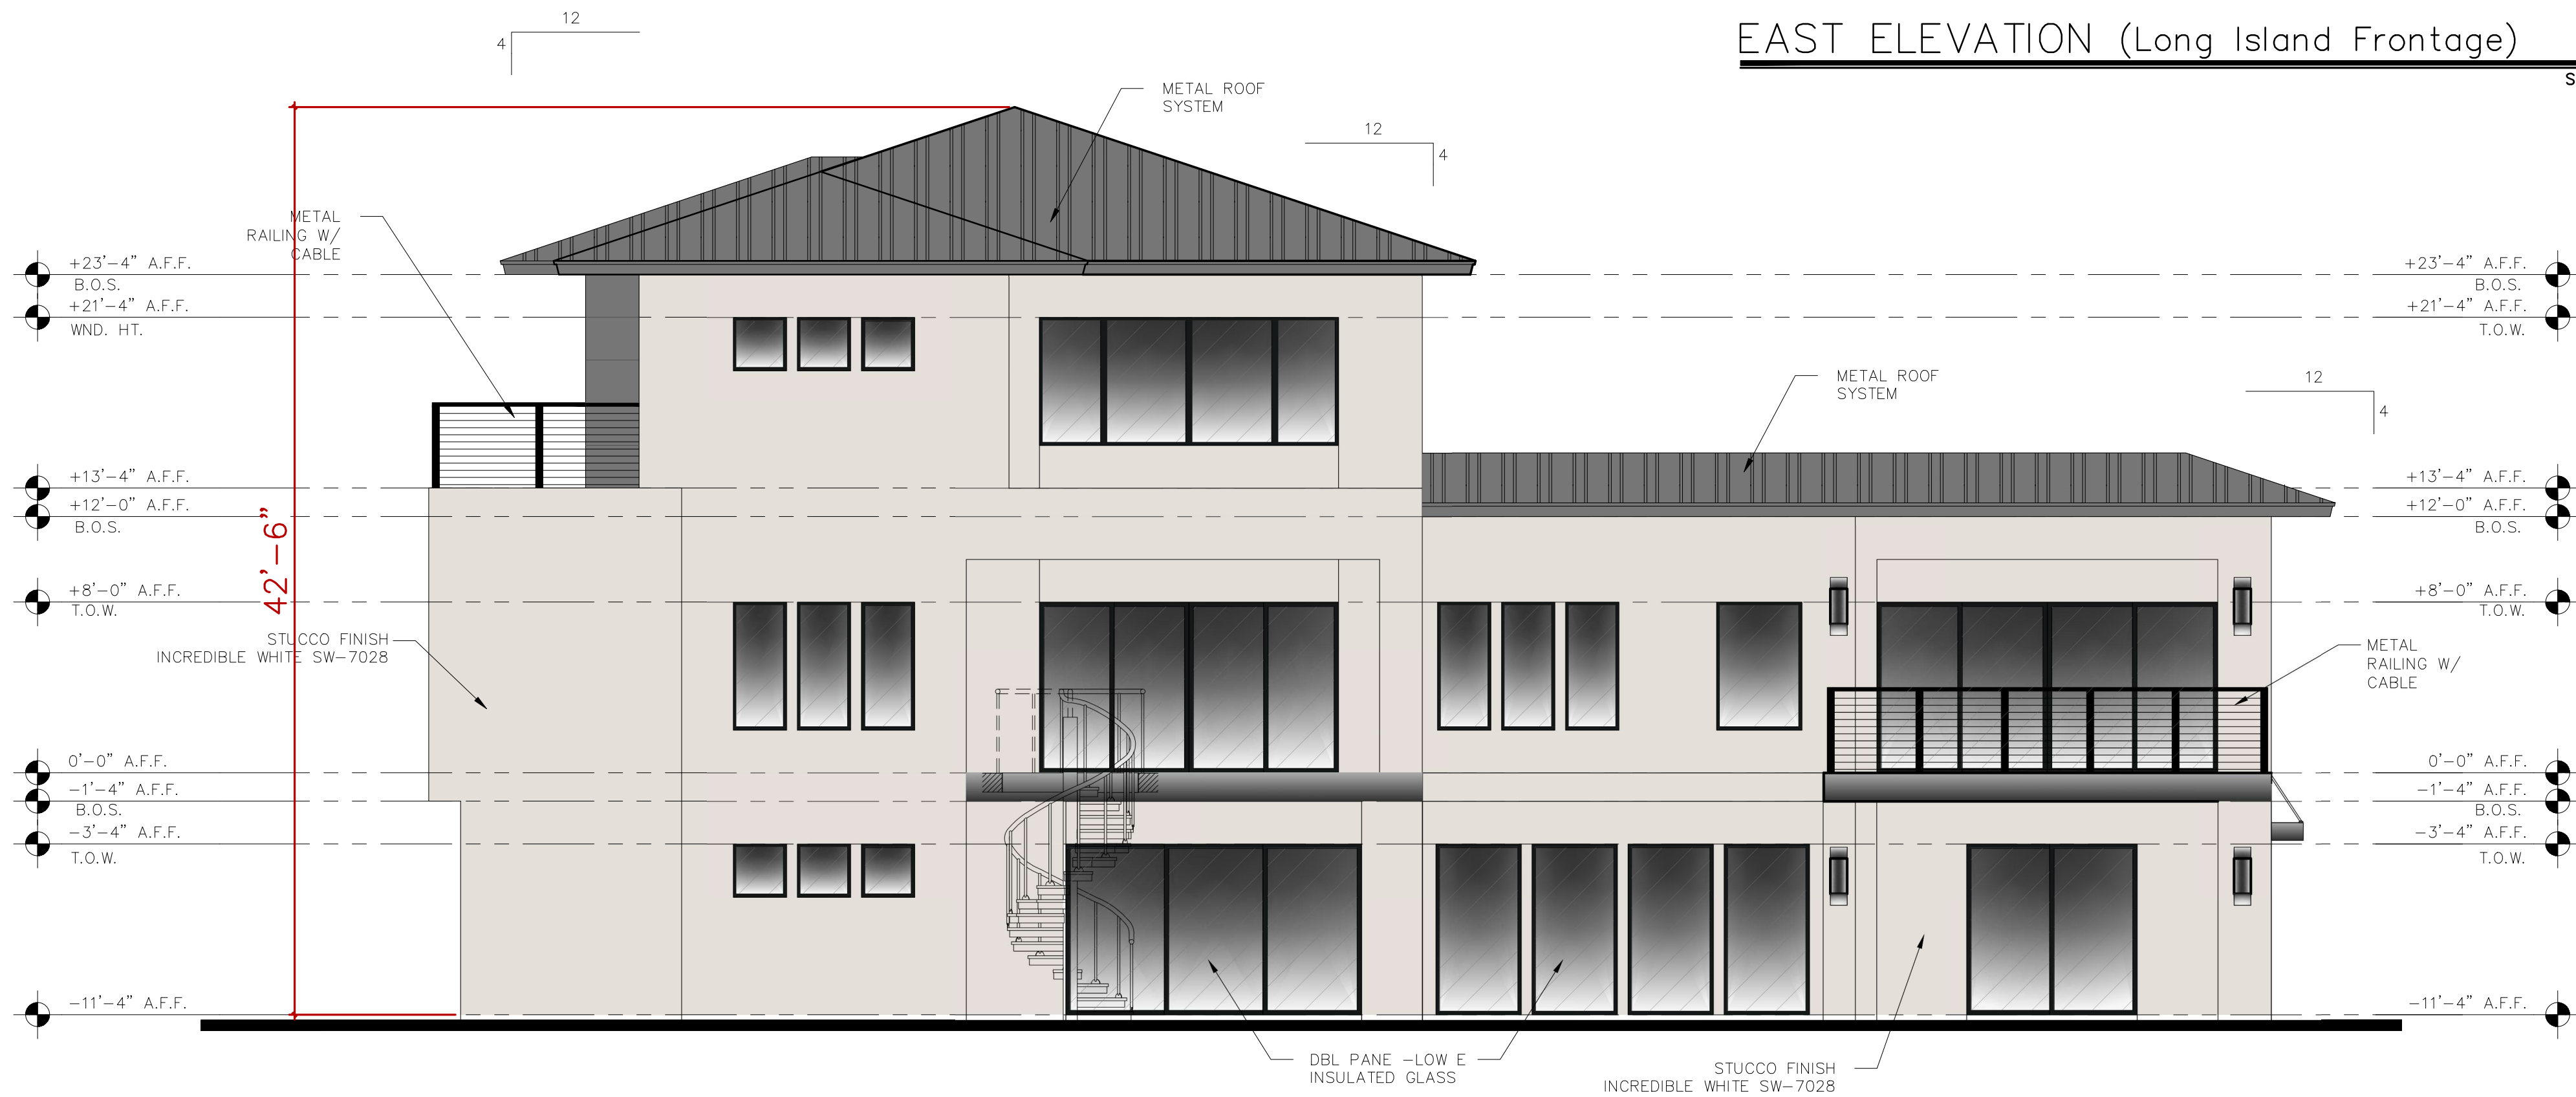 EAST ELEVATION (Long Island Frontage)
S
12
4
METAL ROOF
SYSTEM
12
4
METAL
RAILING W/
CABLE
+23'-4" A.F.F.
B.O.S.
+21'-4" A.F.F.
WND. HT.
+23'-4" A.F.F.
B.O.S.
+21'-4" A.F.F.
T.O.W.
METAL ROOF
SYSTEM
12
4
+13'-4" A.F.F.
+12'-0" A.F.F.
B.O.S.
+13'-4" A.F.F.
+12'-0" A.F.F.
B.O.S.
42'-6"
+8'-0" A.F.F.
T.O.W.
+8'-0" A.F.F.
T.O.W.
STUCCO FINISH
INCREDIBLE WHITE SW-7028
METAL
RAILING W/
CABLE
0'-0" A.F.F.
-1'-4" A.F.F.
B.O.S.
-3'-4" A.F.F.
T.O.W.
0'-0" A.F.F.
-1'-4" A.F.F.
B.O.S.
-3'-4" A.F.F.
T.O.W.
-11'-4" A.F.F.
-11'-4" A.F.F.
DBL PANE -LOW E
INSULATED GLASS
STUCCO FINISH
INCREDIBLE WHITE SW-7028